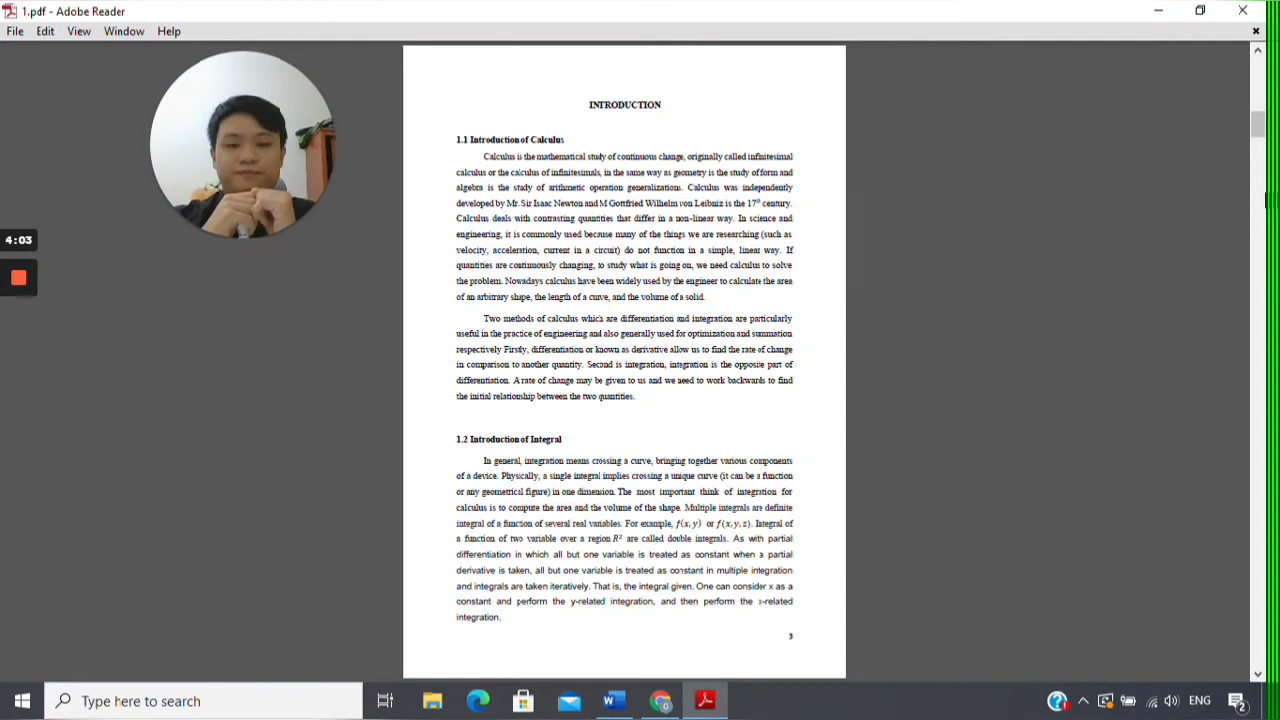 1.pdf - Adobe Reader
File Edit View Window Help
INTRODUCTION
1.1 Introduction of Calculus
Calculus is the mathematical study of continuous change, originally called infinitesimal
calculus or the calculus of infinitesimals, in the same way as geometry is the study of form and
algebra is the study of arithmetic operation generalizations. Calculus was independently
developed by Mr. Sir Isaac Newton and M Gottfried Wilhelm von Leibniz is the 17th century.
Calculus deals with contrasting quantities that differ in a non-linear way. In science and
engineering, it is commonly used because many of the things we are researching (such as
velocity, acceleration, current in a circuit) do not function in a simple, linear way. If
quantities are continuously changing, to study what is going on, we need calculus to solve
the problem. Nowadays calculus have been widely used by the engineer to calculate the area
of an arbitrary shape, the length of a curve, and the volume of a solid.
Two methods of calculus which are differentiation and integration are particularly
useful in the practice of engineering and also generally used for optimization and summation
respectively Firstly, differentiation or known as derivative allow us to find the rate of change
in comparison to another quantity. Second is integration, integration is the opposite part of
differentiation. A rate of change may be given to us and we need to work backwards to find
the initial relationship between the two quantities.
1.2 Introduction of Integral
In general, integration means crossing a curve, bringing together various components
of a device. Physically, a single integral implies crossing a unique curve (it can be a function
or any geometrical figure) in one dimension. The most important think of integration for
calculus is to compute the area and the volume of the shape. Multiple integrals are definite
integral of a function of several real variables. For example, f(x,y) or f(x,y,z). Integral of
a function of two variable over a region R² are called double integrals. As with partial
differentiation in which all but one variable is treated as constant when a partial
derivative is taken, all but one variable is treated as constant in multiple integration
and integrals are taken iteratively. That is, the integral given. One can consider x as a
constant and perform the y-related integration, and then perform the x-related
integration.
3
4:03
Type here to search
ENG
2